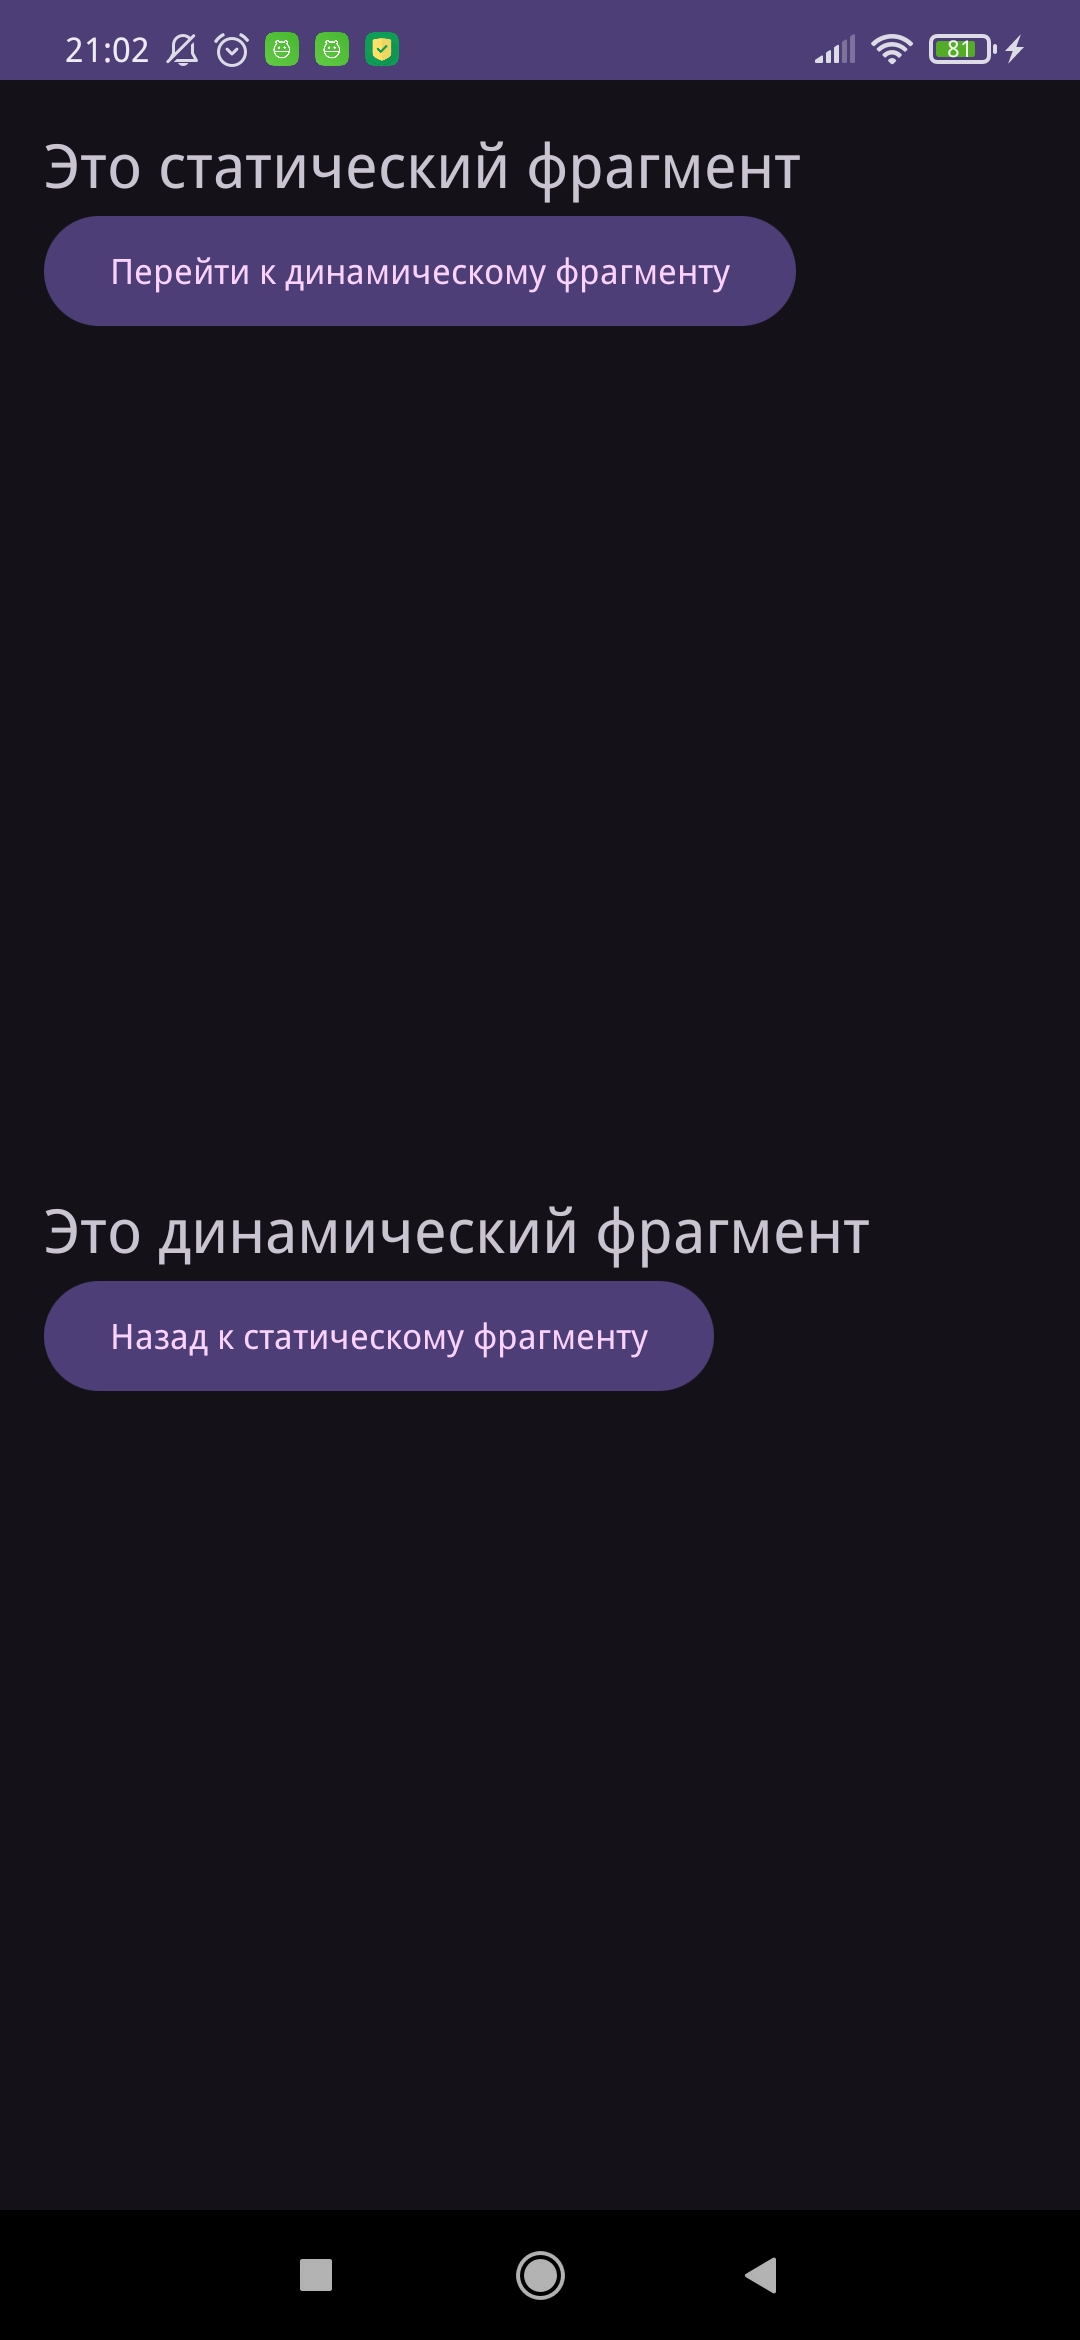 21:02
81
Это статический фрагмент
Перейти к динамическому фрагменту
Это динамический фрагмент
Назад к статическому фрагменту